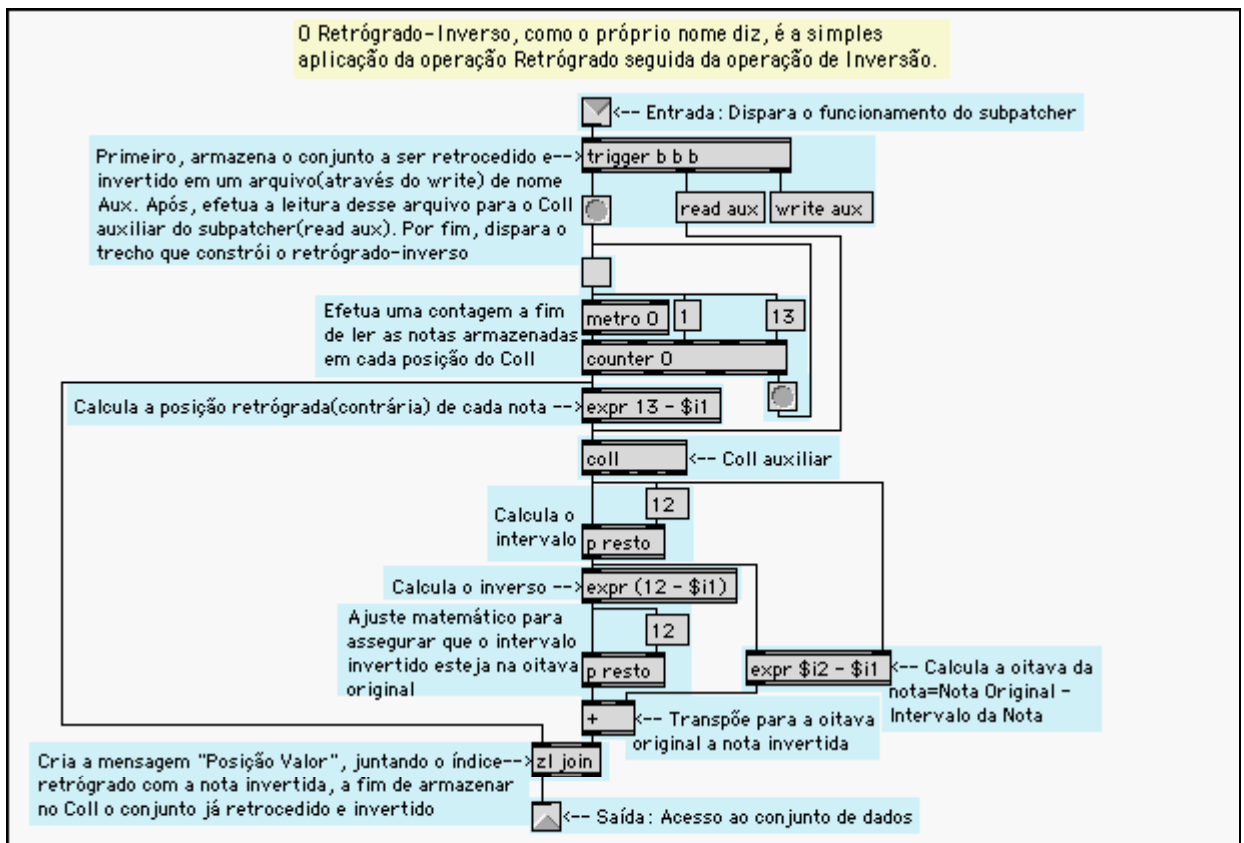 O Retrógrado-Inverso, como o próprio nome diz, é a simples
aplicação da operação Retrógrado seguida da operação de Inversão.
<-- Entrada: Dispara o funcionamento do subpatcher
Primeiro, armazena o conjunto a ser retrocedido e-->
invertido em um arquivo(através do write) de nome
Aux. Após, efetua a leitura desse arquivo para o Coll
auxiliar do subpatcher(read aux). Por fim, dispara o
trecho que constrói o retrógrado-inverso
trigger b b b
read aux
write aux
Efetua uma contagem a fim
de ler as notas armazenadas
em cada posição do Coll
metro 0
1
13
counter 0
Calcula a posição retrógrada(contrária) de cada nota -->
expr 13 - $i1
coll
<-- Coll auxiliar
12
Calcula o
intervalo
p resto
Calcula o inverso -->
expr (12 - $i1)
Ajuste matemático para
assegurar que o intervalo
invertido esteja na oitava
original
12
p resto
expr $i2 - $i1
<-- Calcula a oitava da
nota=Nota Original -
Intervalo da Nota
+
<-- Transpõe para a oitava
original a nota invertida
Cria a mensagem "Posição Valor", juntando o índice-->
retrógrado com a nota invertida, a fim de armazenar
no Coll o conjunto já retrocedido e invertido
zl join
<-- Saída: Acesso ao conjunto de dados